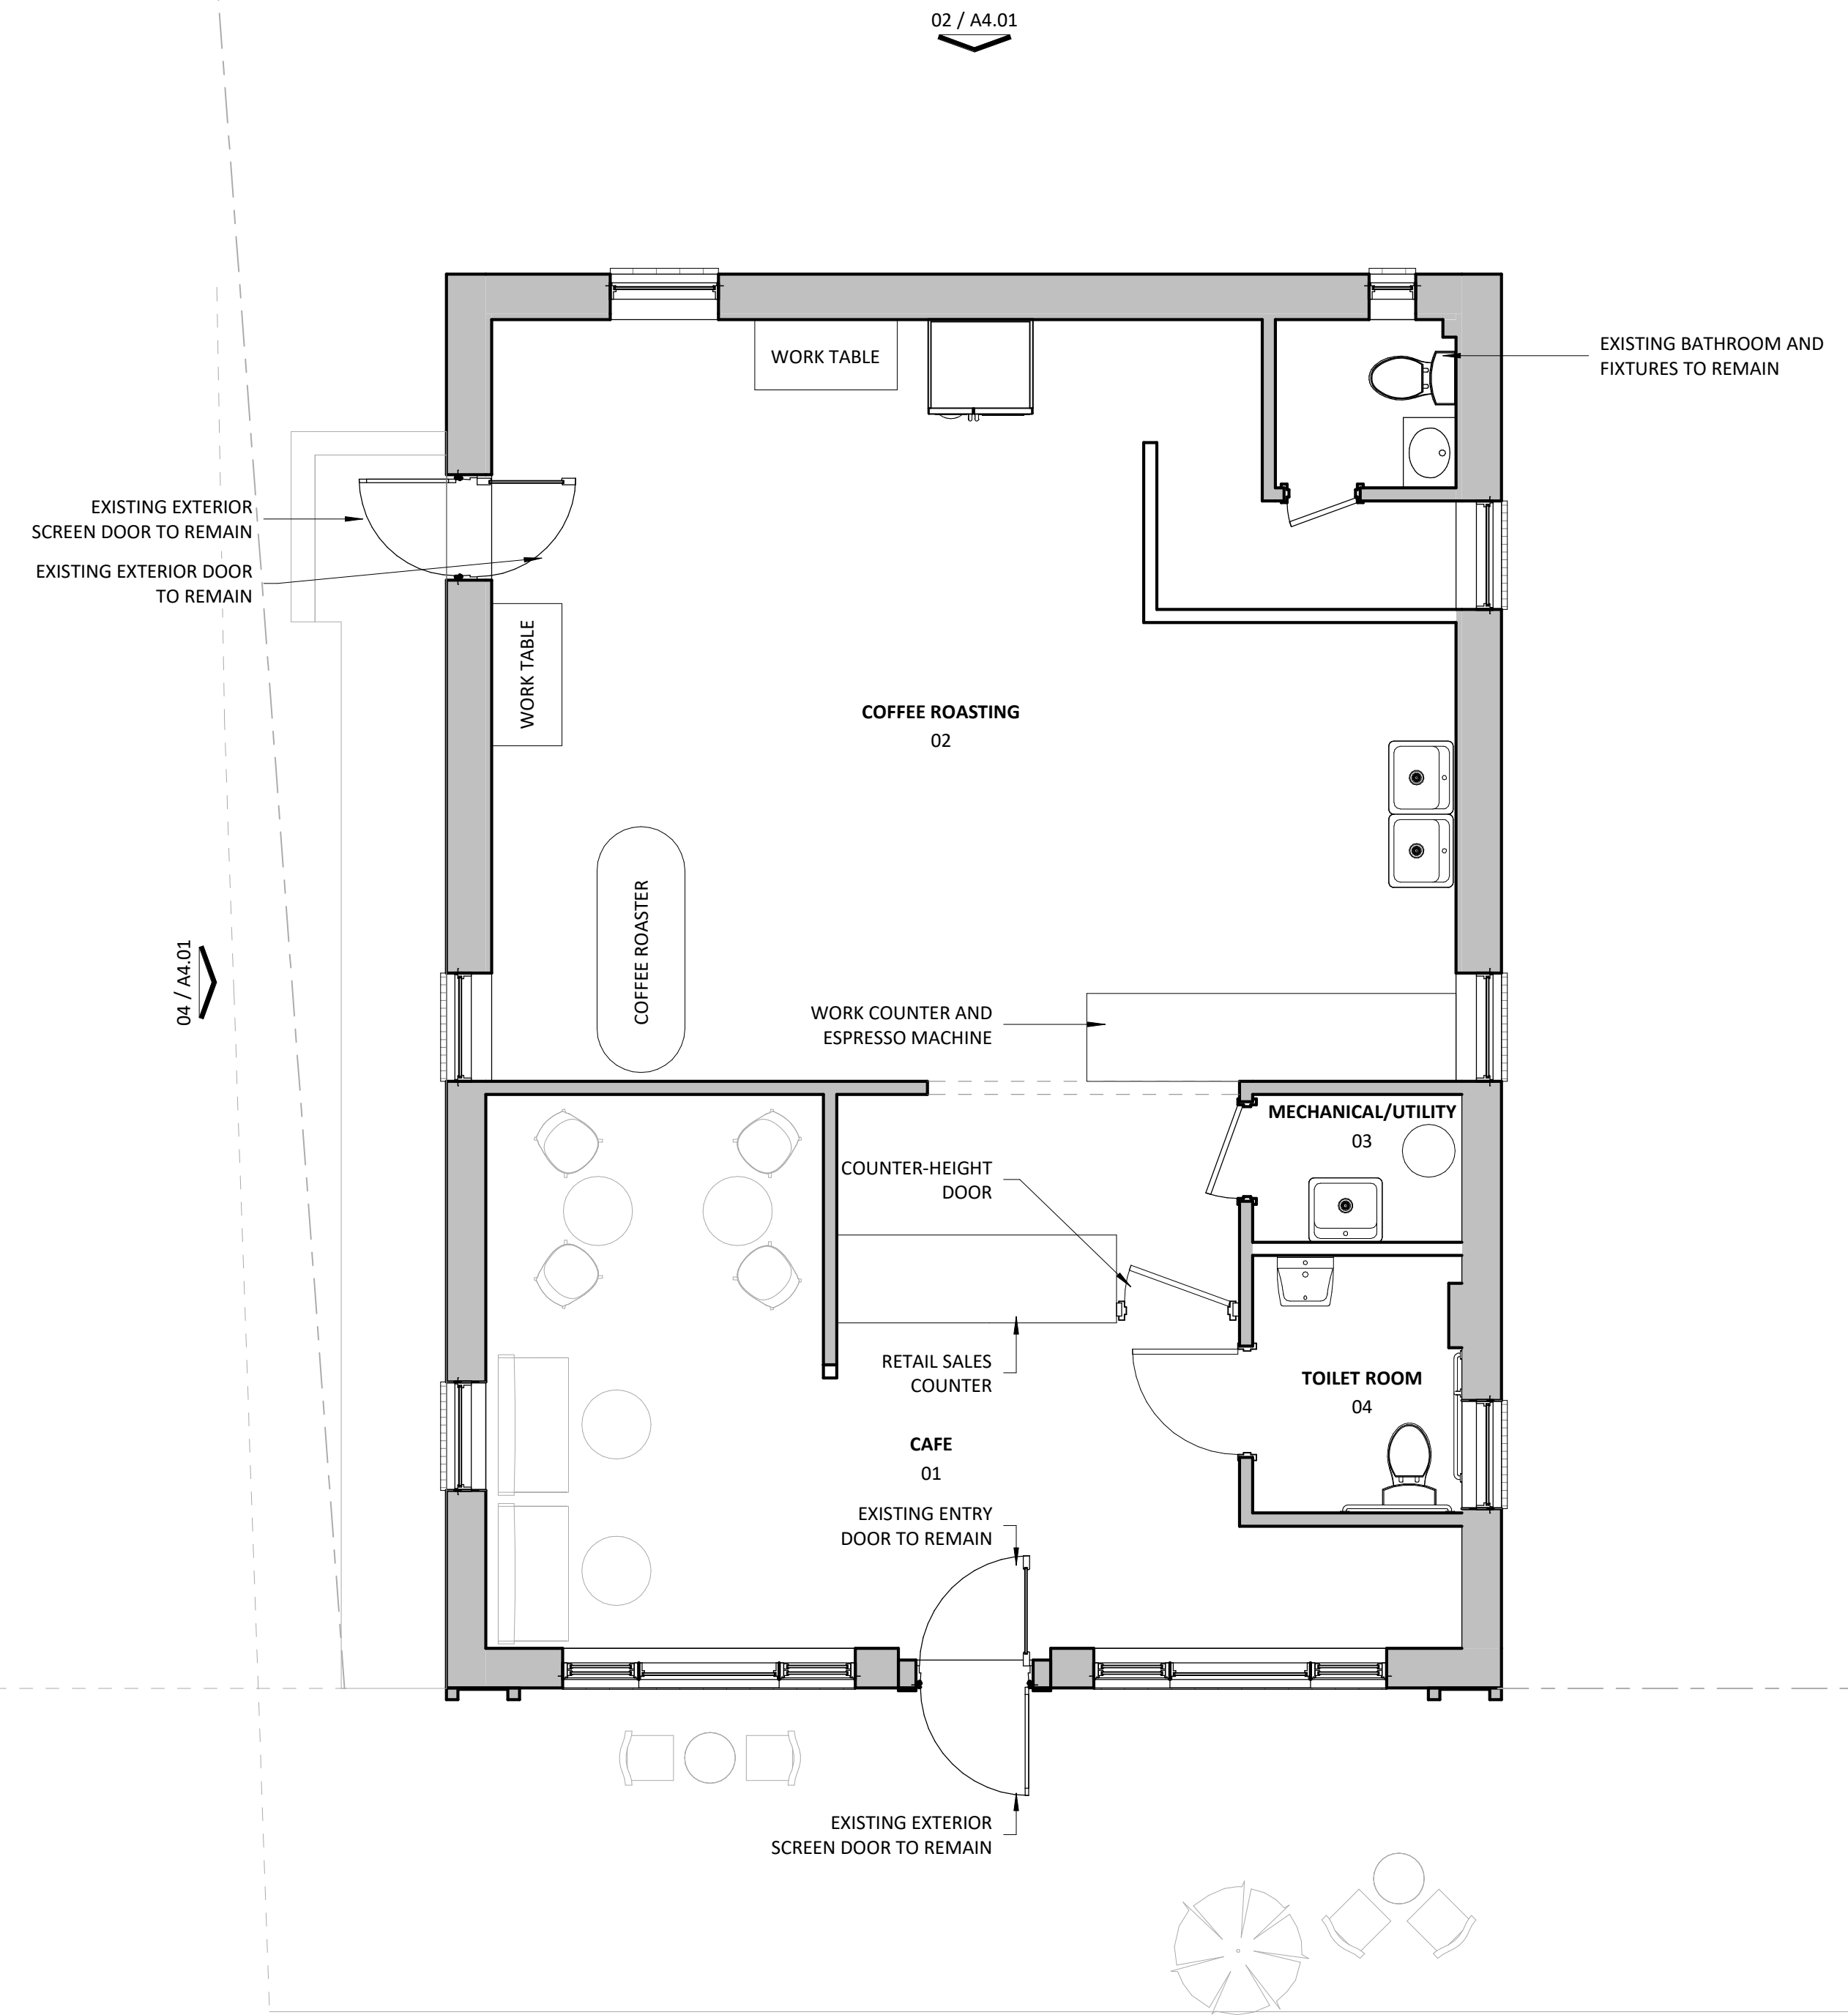 02 / A4.01
WORK TABLE
EXISTING BATHROOM AND
FIXTURES TO REMAIN
EXISTING EXTERIOR
SCREEN DOOR TO REMAIN
EXISTING EXTERIOR DOOR
TO REMAIN
WORK TABLE
COFFEE ROASTING
02
COFFEE ROASTER
04 / A4.01
WORK COUNTER AND
ESPRESSO MACHINE
MECHANICAL/UTILITY
03
COUNTER-HEIGHT
DOOR
RETAIL SALES
COUNTER
TOILET ROOM
04
CAFE
01
EXISTING ENTRY
DOOR TO REMAIN
EXISTING EXTERIOR
SCREEN DOOR TO REMAIN